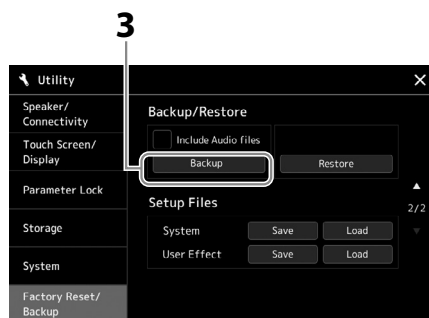 3
Utility
Speaker/
Connectivity
Touch Screen/
Display
Parameter Lock
Storage
System
Factory Reset/
Backup
Backup/Restore
Include Audio files
Backup
Restore
Setup Files
System
Save
Load
User Effect
Save
Load
2/2